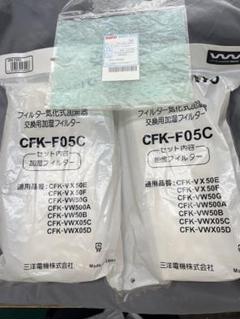 フィルター気化式加湿器
交換用加湿フィルター
CFK-F05C
セット内容
加湿フィルター
適用品番:CFK-VX50E
CFK-VX50F
CFK-VW50G
CFK-VW500A
CFK-VW50B
CFK-VWX05C
CFK-VWX05D
三洋電機株式会社
フィルター気化式加湿器
交換用加湿フィルター
CFK-F05C
セット内容
加湿フィルター
適用品番:CFK-VX50E
CFK-VX50F
CFK-VW50G
CFK-VW500A
CFK-VW50B
CFK-VWX05C
CFK-VWX05D
三洋電機株式会社